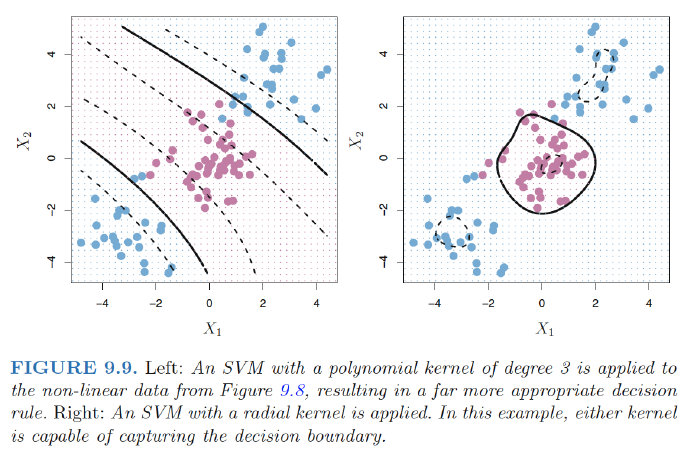 4
2
0
-2
-4
X2
-4 -2 0 2 4
X1
4
2
0
-2
-4
X2
-4 -2 0 2 4
X1
FIGURE 9.9. Left: An SVM with a polynomial kernel of degree 3 is applied to
the non-linear data from Figure 9.8, resulting in a far more appropriate decision
rule. Right: An SVM with a radial kernel is applied. In this example, either kernel
is capable of capturing the decision boundary.